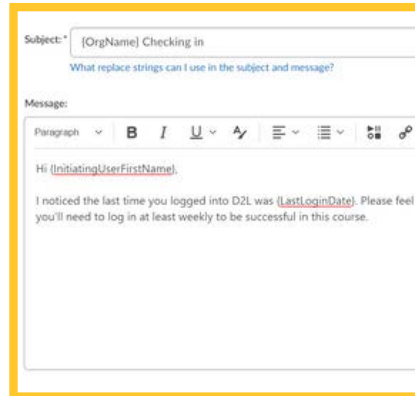 Subject: *
{OrgName} Checking in
What replace strings can I use in the subject and message?
Message:
Paragraph B I U
Hi {InitiatingUserFirstName},
I noticed the last time you logged into D2L was {LastLoginDate}. Please feel
you'll need to log in at least weekly to be successful in this course.